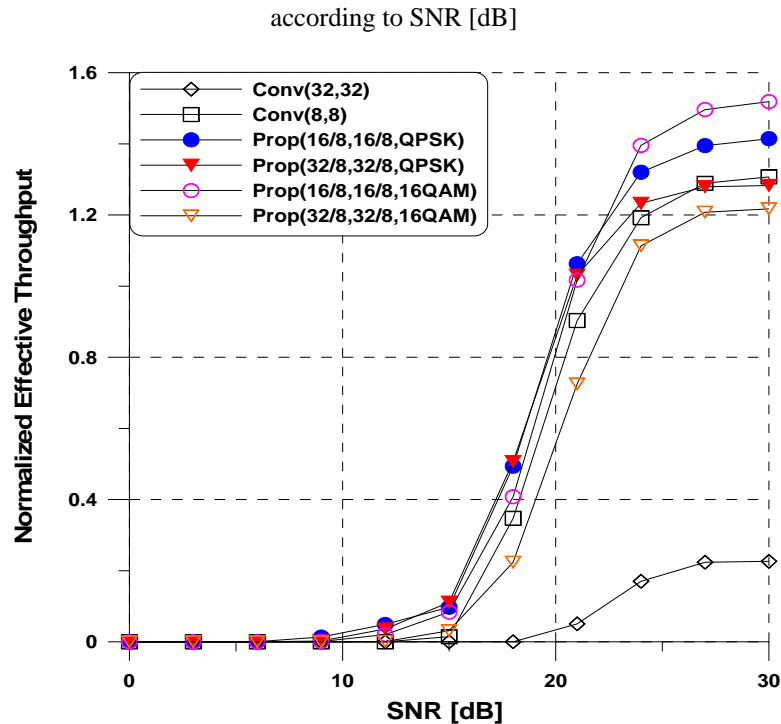 according to SNR [dB]
1.6
Conv(32,32)
Conv(8,8)
Prop(16/8,16/8,QPSK)
Prop(32/8,32/8,QPSK)
Prop(16/8,16/8,16QAM)
Prop(32/8,32/8,16QAM)
1.2
0.8
0.4
0
Normalized Effective Throughput
0
10
20
30
SNR [dB]